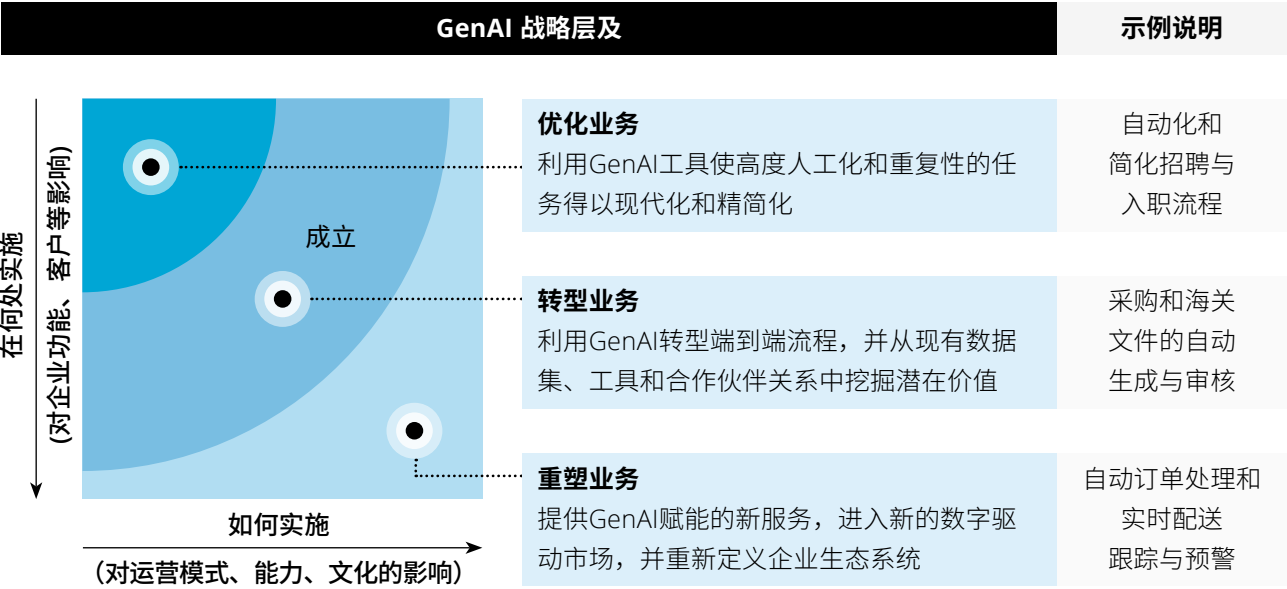 GenAI 战略层及
示例说明
在何处实施
(对企业功能、客户等影响)
成立
如何实施
（对运营模式、能力、文化的影响）
优化业务
利用GenAI工具使高度人工化和重复性的任
务得以现代化和精简化
自动化和
简化招聘与
入职流程
转型业务
利用GenAI转型端到端流程，并从现有数据
集、工具和合作伙伴关系中挖掘潜在价值
采购和海关
文件的自动
生成与审核
重塑业务
提供GenAI赋能的新服务，进入新的数字驱
动市场，并重新定义企业生态系统
自动订单处理和
实时配送
跟踪与预警